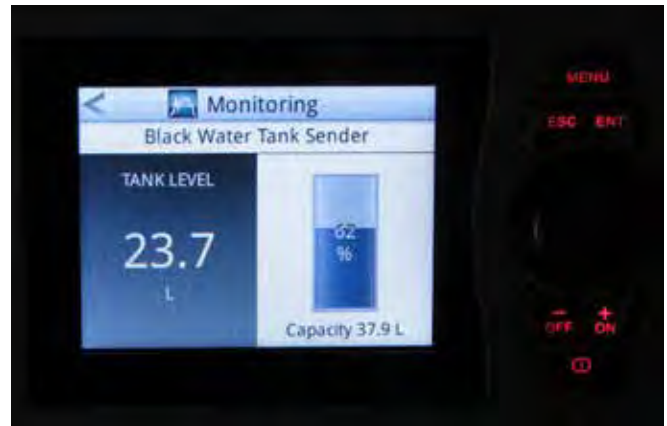 <
Monitoring
Black Water Tank Sender
TANK LEVEL
23.7
L
62
%
Capacity 37.9 L
MENU
ESC ENT
- +
OFF ON